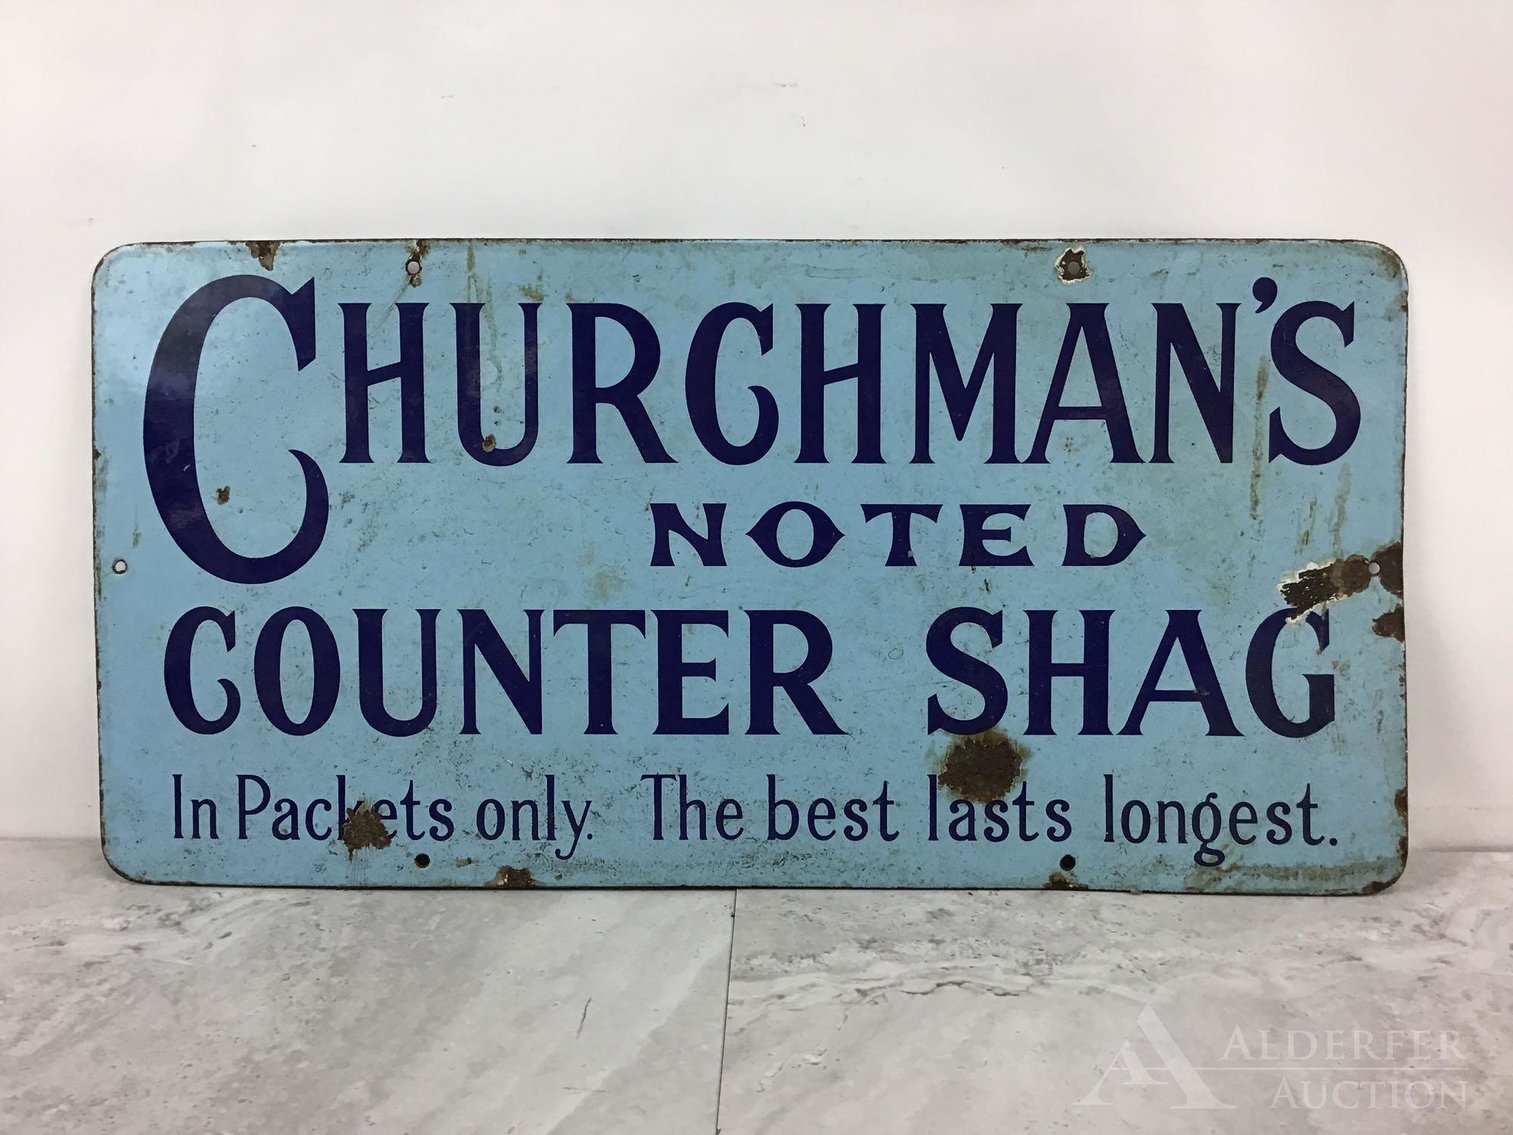 CHURCHMAN'S
NOTED
COUNTER SHAG
In Packets only. The best lasts longest.
ALDERFER
AUCTION